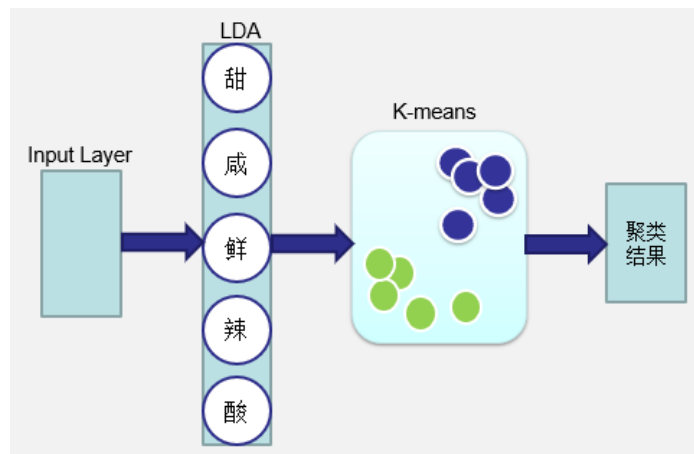 LDA
甜
咸
鲜
辣
酸
Input Layer
K-means
聚类
结果